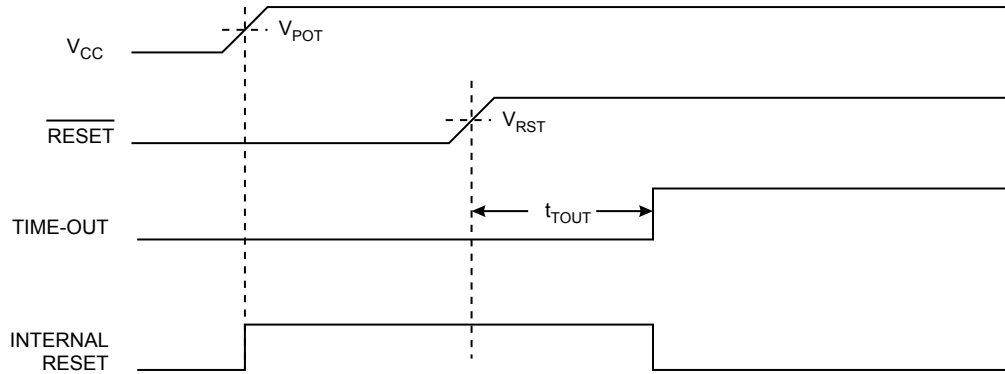 V_CC
V_POT
RESET
V_RST
TIME-OUT
t_TOUT
INTERNAL
RESET